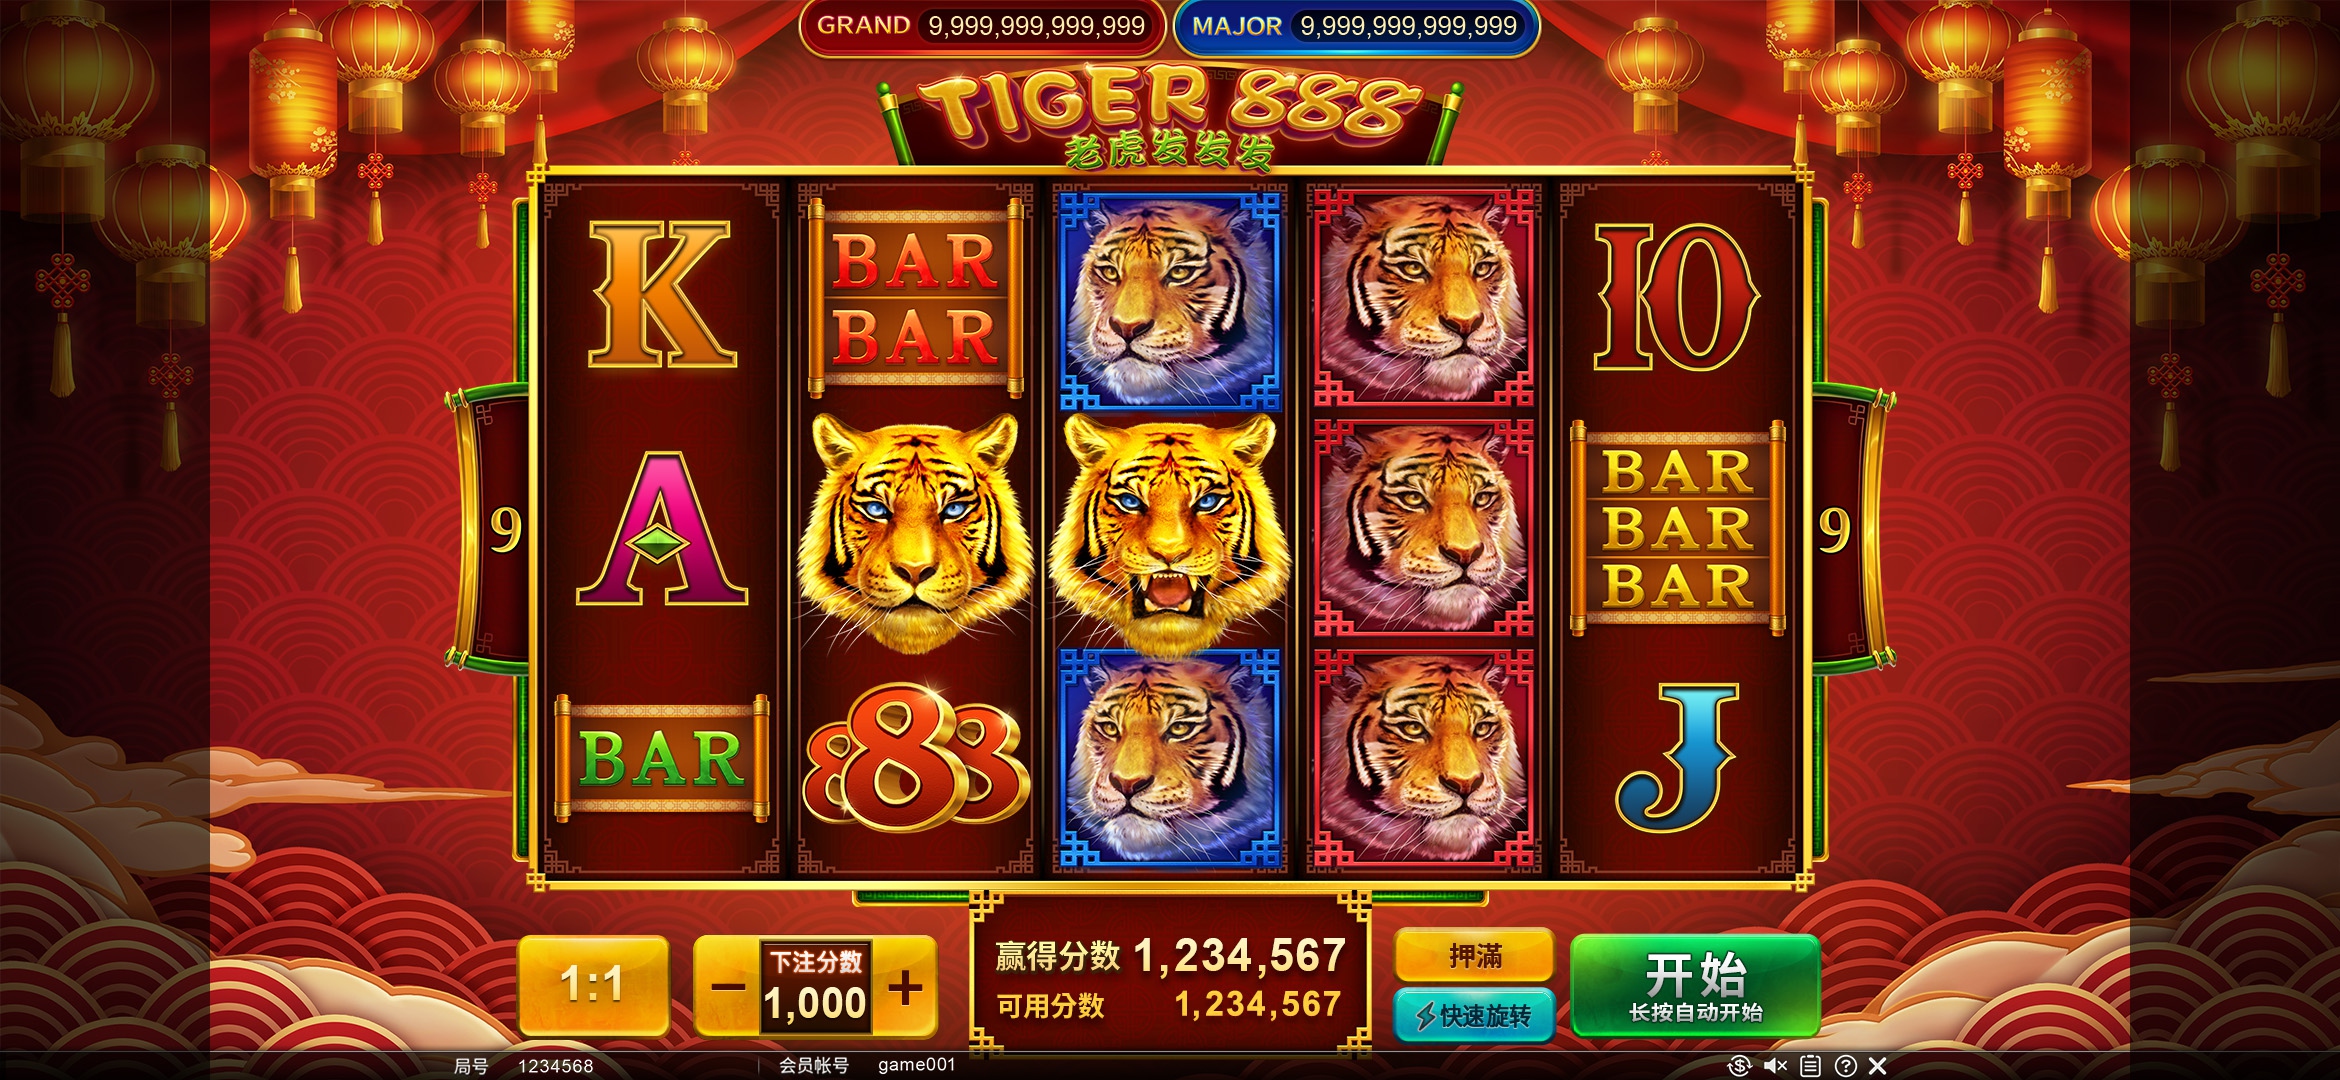 GRAND 9,999,999,999,999 MAJOR 9,999,999,999,999
TIGER 888
老虎发发发
K
BAR
BAR
10
9
A
BAR
BAR
BAR
9
BAR
888
J
1:1
下注分数
1,000
赢得分数 1,234,567
可用分数 1,234,567
押滿
快速旋转
开始
长按自动开始
局号 1234568 会员帐号 game001